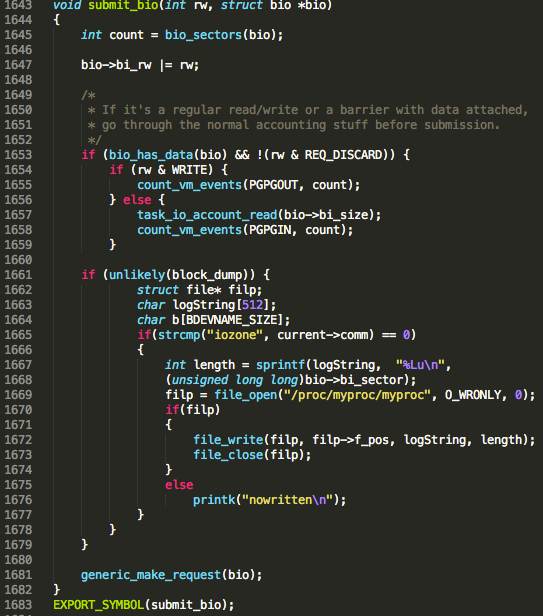 1643 void submit_bio(int rw, struct bio *bio)
1644 {
1645     int count = bio_sectors(bio);
1646
1647     bio->bi_rw |= rw;
1648
1649     /*
1650      * If it's a regular read/write or a barrier with data attached,
1651      * go through the normal accounting stuff before submission.
1652      */
1653     if (bio_has_data(bio) && !(rw & REQ_DISCARD)) {
1654         if (rw & WRITE) {
1655             count_vm_events(PGPGOUT, count);
1656         } else {
1657             task_io_account_read(bio->bi_size);
1658             count_vm_events(PGPGIN, count);
1659         }
1660
1661     if (unlikely(block_dump)) {
1662             struct file* filp;
1663             char logString[512];
1664             char b[BDEVNAME_SIZE];
1665             if(strcmp("iozone", current->comm) == 0)
1666             {
1667                 int length = sprintf(logString,  "%Lu\n",
1668                 (unsigned long long)bio->bi_sector);
1669                 filp = file_open("/proc/myproc/myproc", O_WRONLY, 0);
1670                 if(filp)
1671                 {
1672                     file_write(filp, filp->f_pos, logString, length);
1673                     file_close(filp);
1674                 }
1675                 else
1676                     printk("nowritten\n");
1677             }
1678         }
1679     }
1680
1681     generic_make_request(bio);
1682 }
1683 EXPORT_SYMBOL(submit_bio);